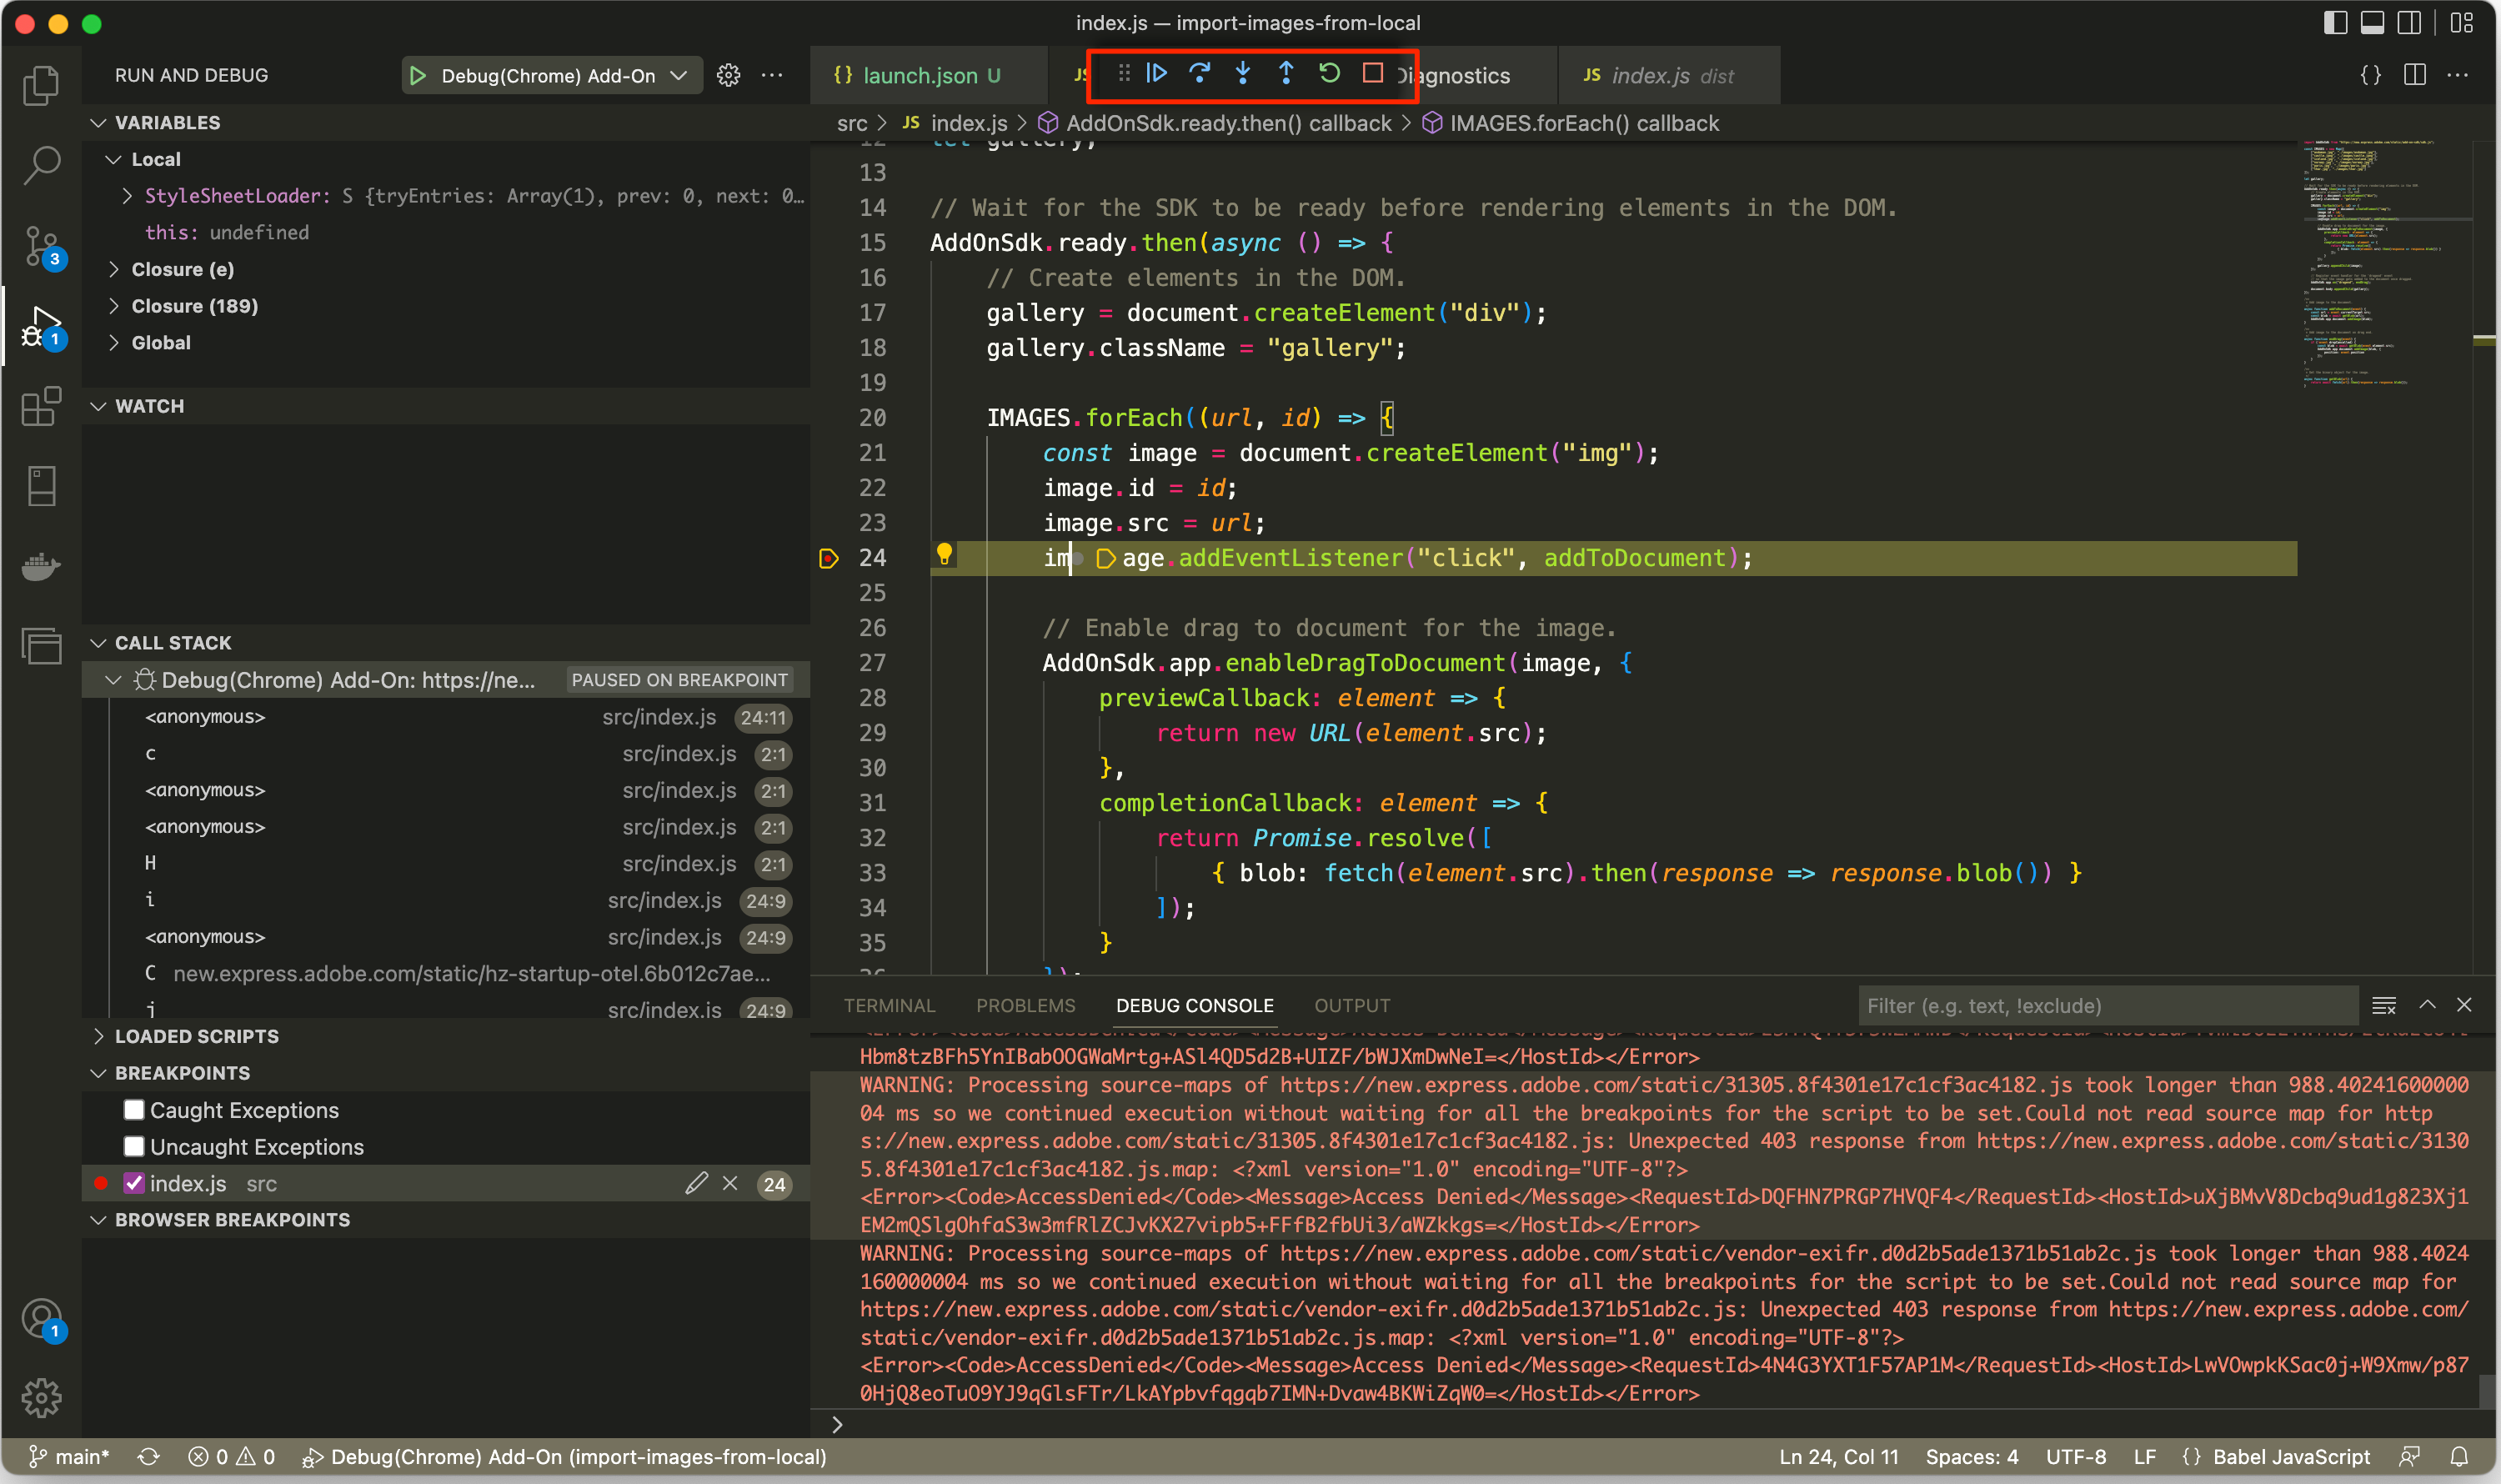 index.js — import-images-from-local
RUN AND DEBUG
Debug(Chrome) Add-On
{} launch.json U
JS
Diagnostics
JS index.js dist
src > JS index.js > AddOnSdk.ready.then() callback > IMAGES.forEach() callback
VARIABLES
Local
StyleSheetLoader: S {tryEntries: Array(1), prev: 0, next: 0…
this: undefined
Closure (e)
Closure (189)
Global
WATCH
CALL STACK
Debug(Chrome) Add-On: https://ne... PAUSED ON BREAKPOINT
<anonymous> src/index.js 24:11
c src/index.js 2:1
<anonymous> src/index.js 2:1
<anonymous> src/index.js 2:1
H src/index.js 2:1
i src/index.js 24:9
<anonymous> src/index.js 24:9
C new.express.adobe.com/static/hz-startup-otel.6b012c7ae...
j src/index.js 24:9
LOADED SCRIPTS
BREAKPOINTS
Caught Exceptions
Uncaught Exceptions
index.js src 24
BROWSER BREAKPOINTS
12 let gallery;
13
14 // Wait for the SDK to be ready before rendering elements in the DOM.
15 AddOnSdk.ready.then(async () => {
16 // Create elements in the DOM.
17 gallery = document.createElement("div");
18 gallery.className = "gallery";
19
20 IMAGES.forEach((url, id) => {
21 const image = document.createElement("img");
22 image.id = id;
23 image.src = url;
24 image.addEventListener("click", addToDocument);
25
26 // Enable drag to document for the image.
27 AddOnSdk.app.enableDragToDocument(image, {
28 previewCallback: element => {
29 return new URL(element.src);
30 },
31 completionCallback: element => {
32 return Promise.resolve([
33 { blob: fetch(element.src).then(response => response.blob()) }
34 ]);
35 }
36 });
TERMINAL PROBLEMS DEBUG CONSOLE OUTPUT
Filter (e.g. text, !exclude)
Hbm8tzBFh5YnIBabOOGWaMrtg+ASl4QD5d2B+UIZF/bWJXmDwNeI=</HostId></Error>
WARNING: Processing source-maps of https://new.express.adobe.com/static/31305.8f4301e17c1cf3ac4182.js took longer than 988.40241600000
04 ms so we continued execution without waiting for all the breakpoints for the script to be set.Could not read source map for http
s://new.express.adobe.com/static/31305.8f4301e17c1cf3ac4182.js: Unexpected 403 response from https://new.express.adobe.com/static/3130
5.8f4301e17c1cf3ac4182.js.map: <?xml version="1.0" encoding="UTF-8"?>
<Error><Code>AccessDenied</Code><Message>Access Denied</Message><RequestId>DQFHN7PRGP7HVQF4</RequestId><HostId>uXjBMvV8Dcbq9ud1g823Xj1
EM2mQSlgOhfaS3w3mfRlZCJvKX27vipb5+FFfB2fbUi3/aWZkkgs=</HostId></Error>
WARNING: Processing source-maps of https://new.express.adobe.com/static/vendor-exifr.d0d2b5ade1371b51ab2c.js took longer than 988.4024
160000004 ms so we continued execution without waiting for all the breakpoints for the script to be set.Could not read source map for
https://new.express.adobe.com/static/vendor-exifr.d0d2b5ade1371b51ab2c.js: Unexpected 403 response from https://new.express.adobe.com/
static/vendor-exifr.d0d2b5ade1371b51ab2c.js.map: <?xml version="1.0" encoding="UTF-8"?>
<Error><Code>AccessDenied</Code><Message>Access Denied</Message><RequestId>4N4G3YXT1F57AP1M</RequestId><HostId>LwVOwpkKSac0j+W9Xmw/p87
0HjQ8eoTuO9YJ9qGlsFTr/LkAYpbvfqgqb7IMN+Dvaw4BKWiZqW0=</HostId></Error>
>
3
1
1
main* 0 0 Debug(Chrome) Add-On (import-images-from-local)
Ln 24, Col 11 Spaces: 4 UTF-8 LF {} Babel JavaScript